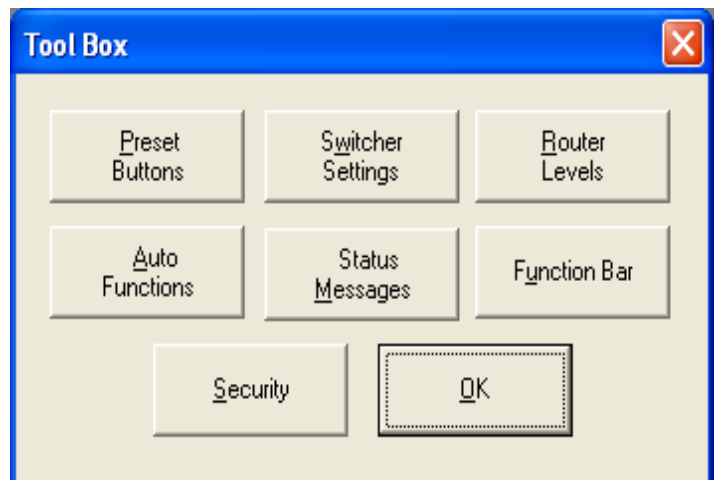 Tool Box
Preset
Buttons
Switcher
Settings
Router
Levels
Auto
Functions
Status
Messages
Function Bar
Security
OK